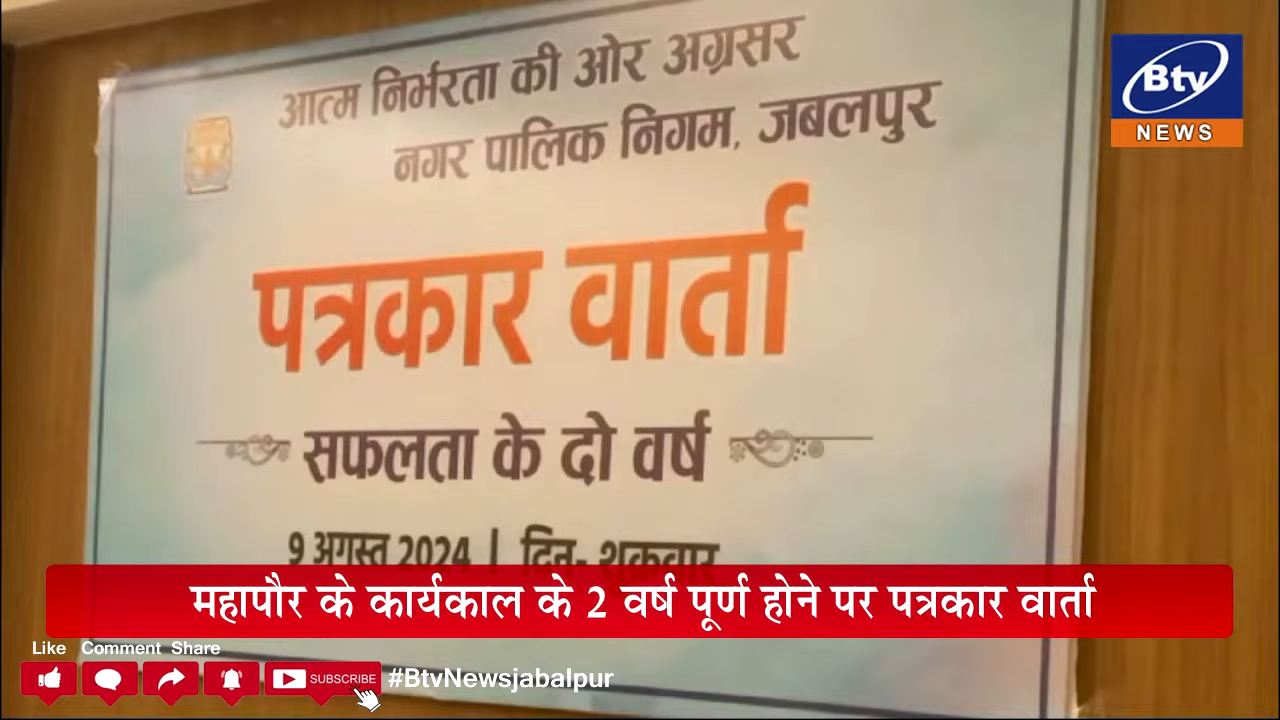 आत्म निर्भरता की ओर अग्रसर
नगर पालिक निगम, जबलपुर
पत्रकार वार्ता
सफलता के दो वर्ष
9 अगस्त 2024 | दिन- शुक्रवार
Btv
NEWS
महापौर के कार्यकाल के 2 वर्ष पूर्ण होने पर पत्रकार वार्ता
Like Comment Share
SUBSCRIBE #BtvNewsjabalpur